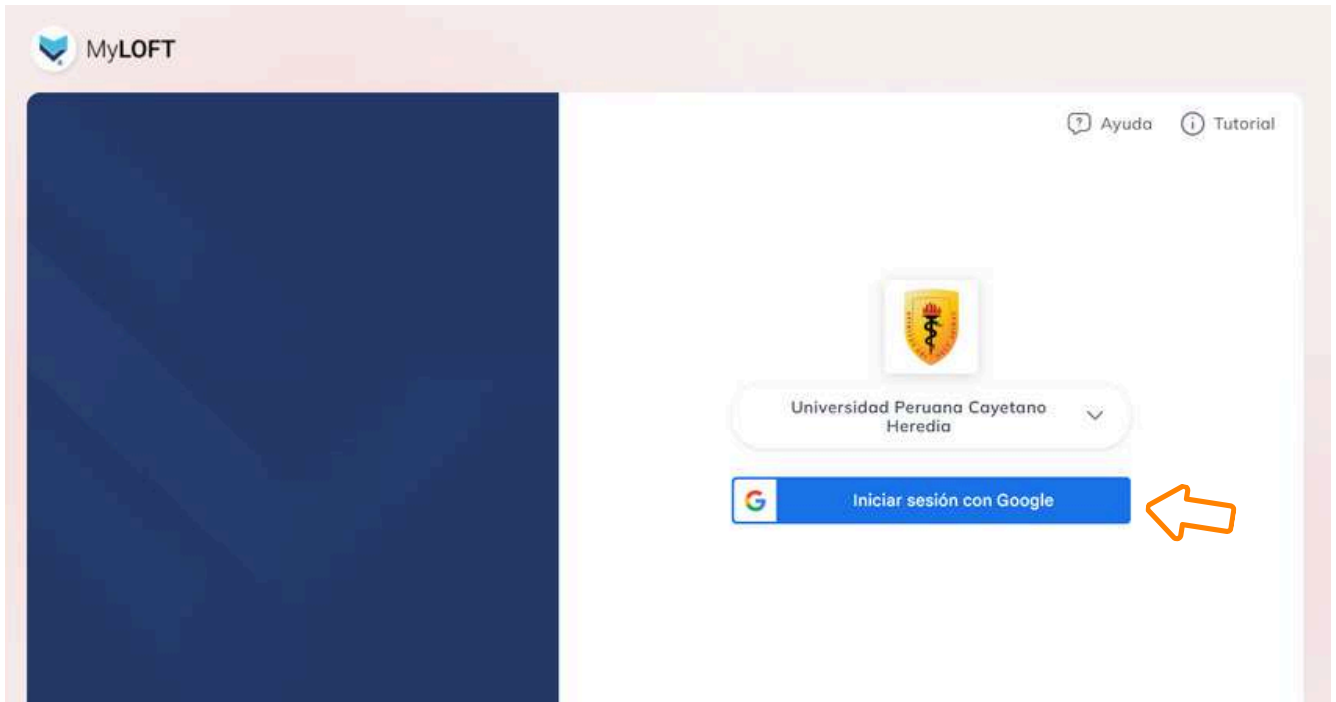 MyLOFT
Ayuda
Tutorial
Universidad Peruana Cayetano
Heredia
Iniciar sesión con Google